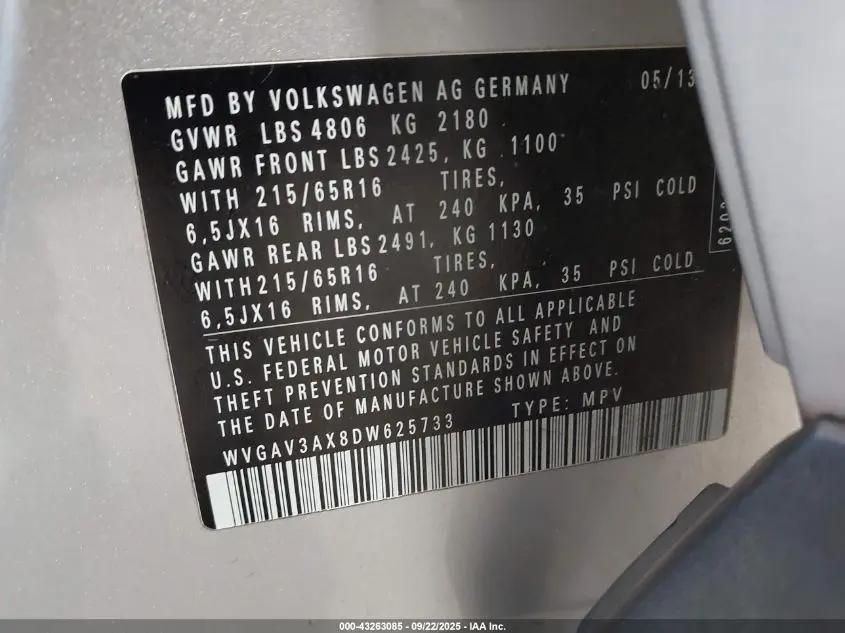 MFD BY VOLKSWAGEN AG GERMANY 05/13
GVWR LBS 4806 KG 2180
GAWR FRONT LBS 2425, KG 1100
WITH 215/65R16 TIRES,
6,5JX16 RIMS, AT 240 KPA, 35 PSI COLD
GAWR REAR LBS 2491, KG 1130
WITH 215/65R16 TIRES,
6,5JX16 RIMS, AT 240 KPA, 35 PSI COLD
THIS VEHICLE CONFORMS TO ALL APPLICABLE
U.S. FEDERAL MOTOR VEHICLE SAFETY AND
THEFT PREVENTION STANDARDS IN EFFECT ON
THE DATE OF MANUFACTURE SHOWN ABOVE.
WVGAV3AX8DW625733 TYPE: MPV
000-43263085 - 09/22/2025 - IAA Inc.